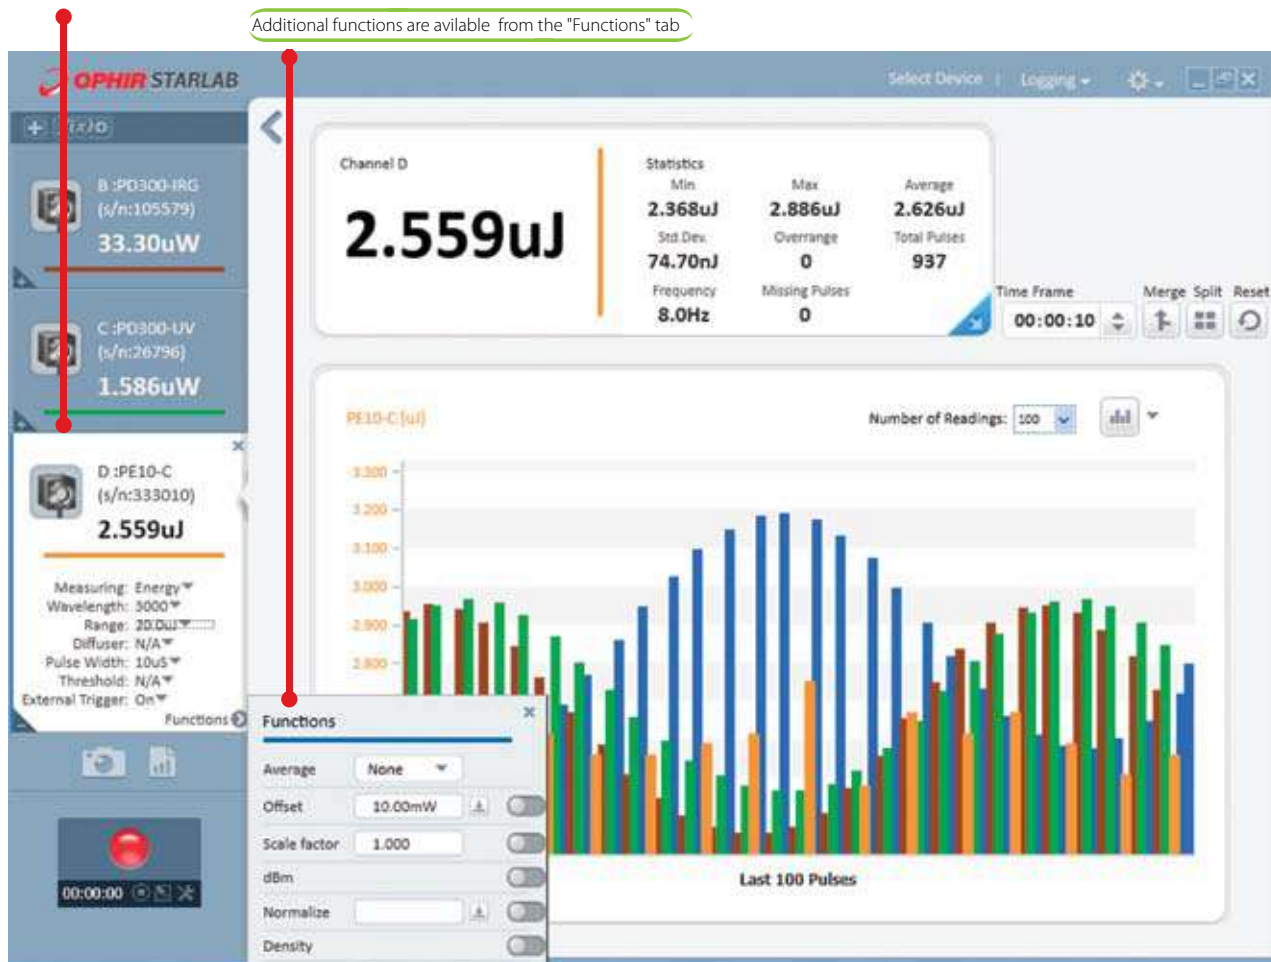 Additional functions are avilable from the "Functions" tab
OPHIR STARLAB
Select Device | Logging
B :PD300-IRG
(s/n:105579)
33.30uW
C :PD300-UV
(s/n:26796)
1.586uW
D :PE10-C
(s/n:333010)
2.559uJ
Measuring: Energy
Wavelength: 3000
Range: 20.0uJ
Diffuser: N/A
Pulse Width: 10uS
Threshold: N/A
External Trigger: On
Functions
00:00:00
Channel D
2.559uJ
Statistics
Min Max Average
2.368uJ 2.886uJ 2.626uJ
Std.Dev. Overrange Total Pulses
74.70nJ 0 937
Frequency Missing Pulses
8.0Hz 0
Time Frame Merge Split Reset
00:00:10
PE10-C (uJ)
Number of Readings: 100
3.300
3.200
3.100
3.000
2.900
2.800
Last 100 Pulses
Functions
Average None
Offset 10.00mW
Scale factor 1.000
dBm
Normalize
Density